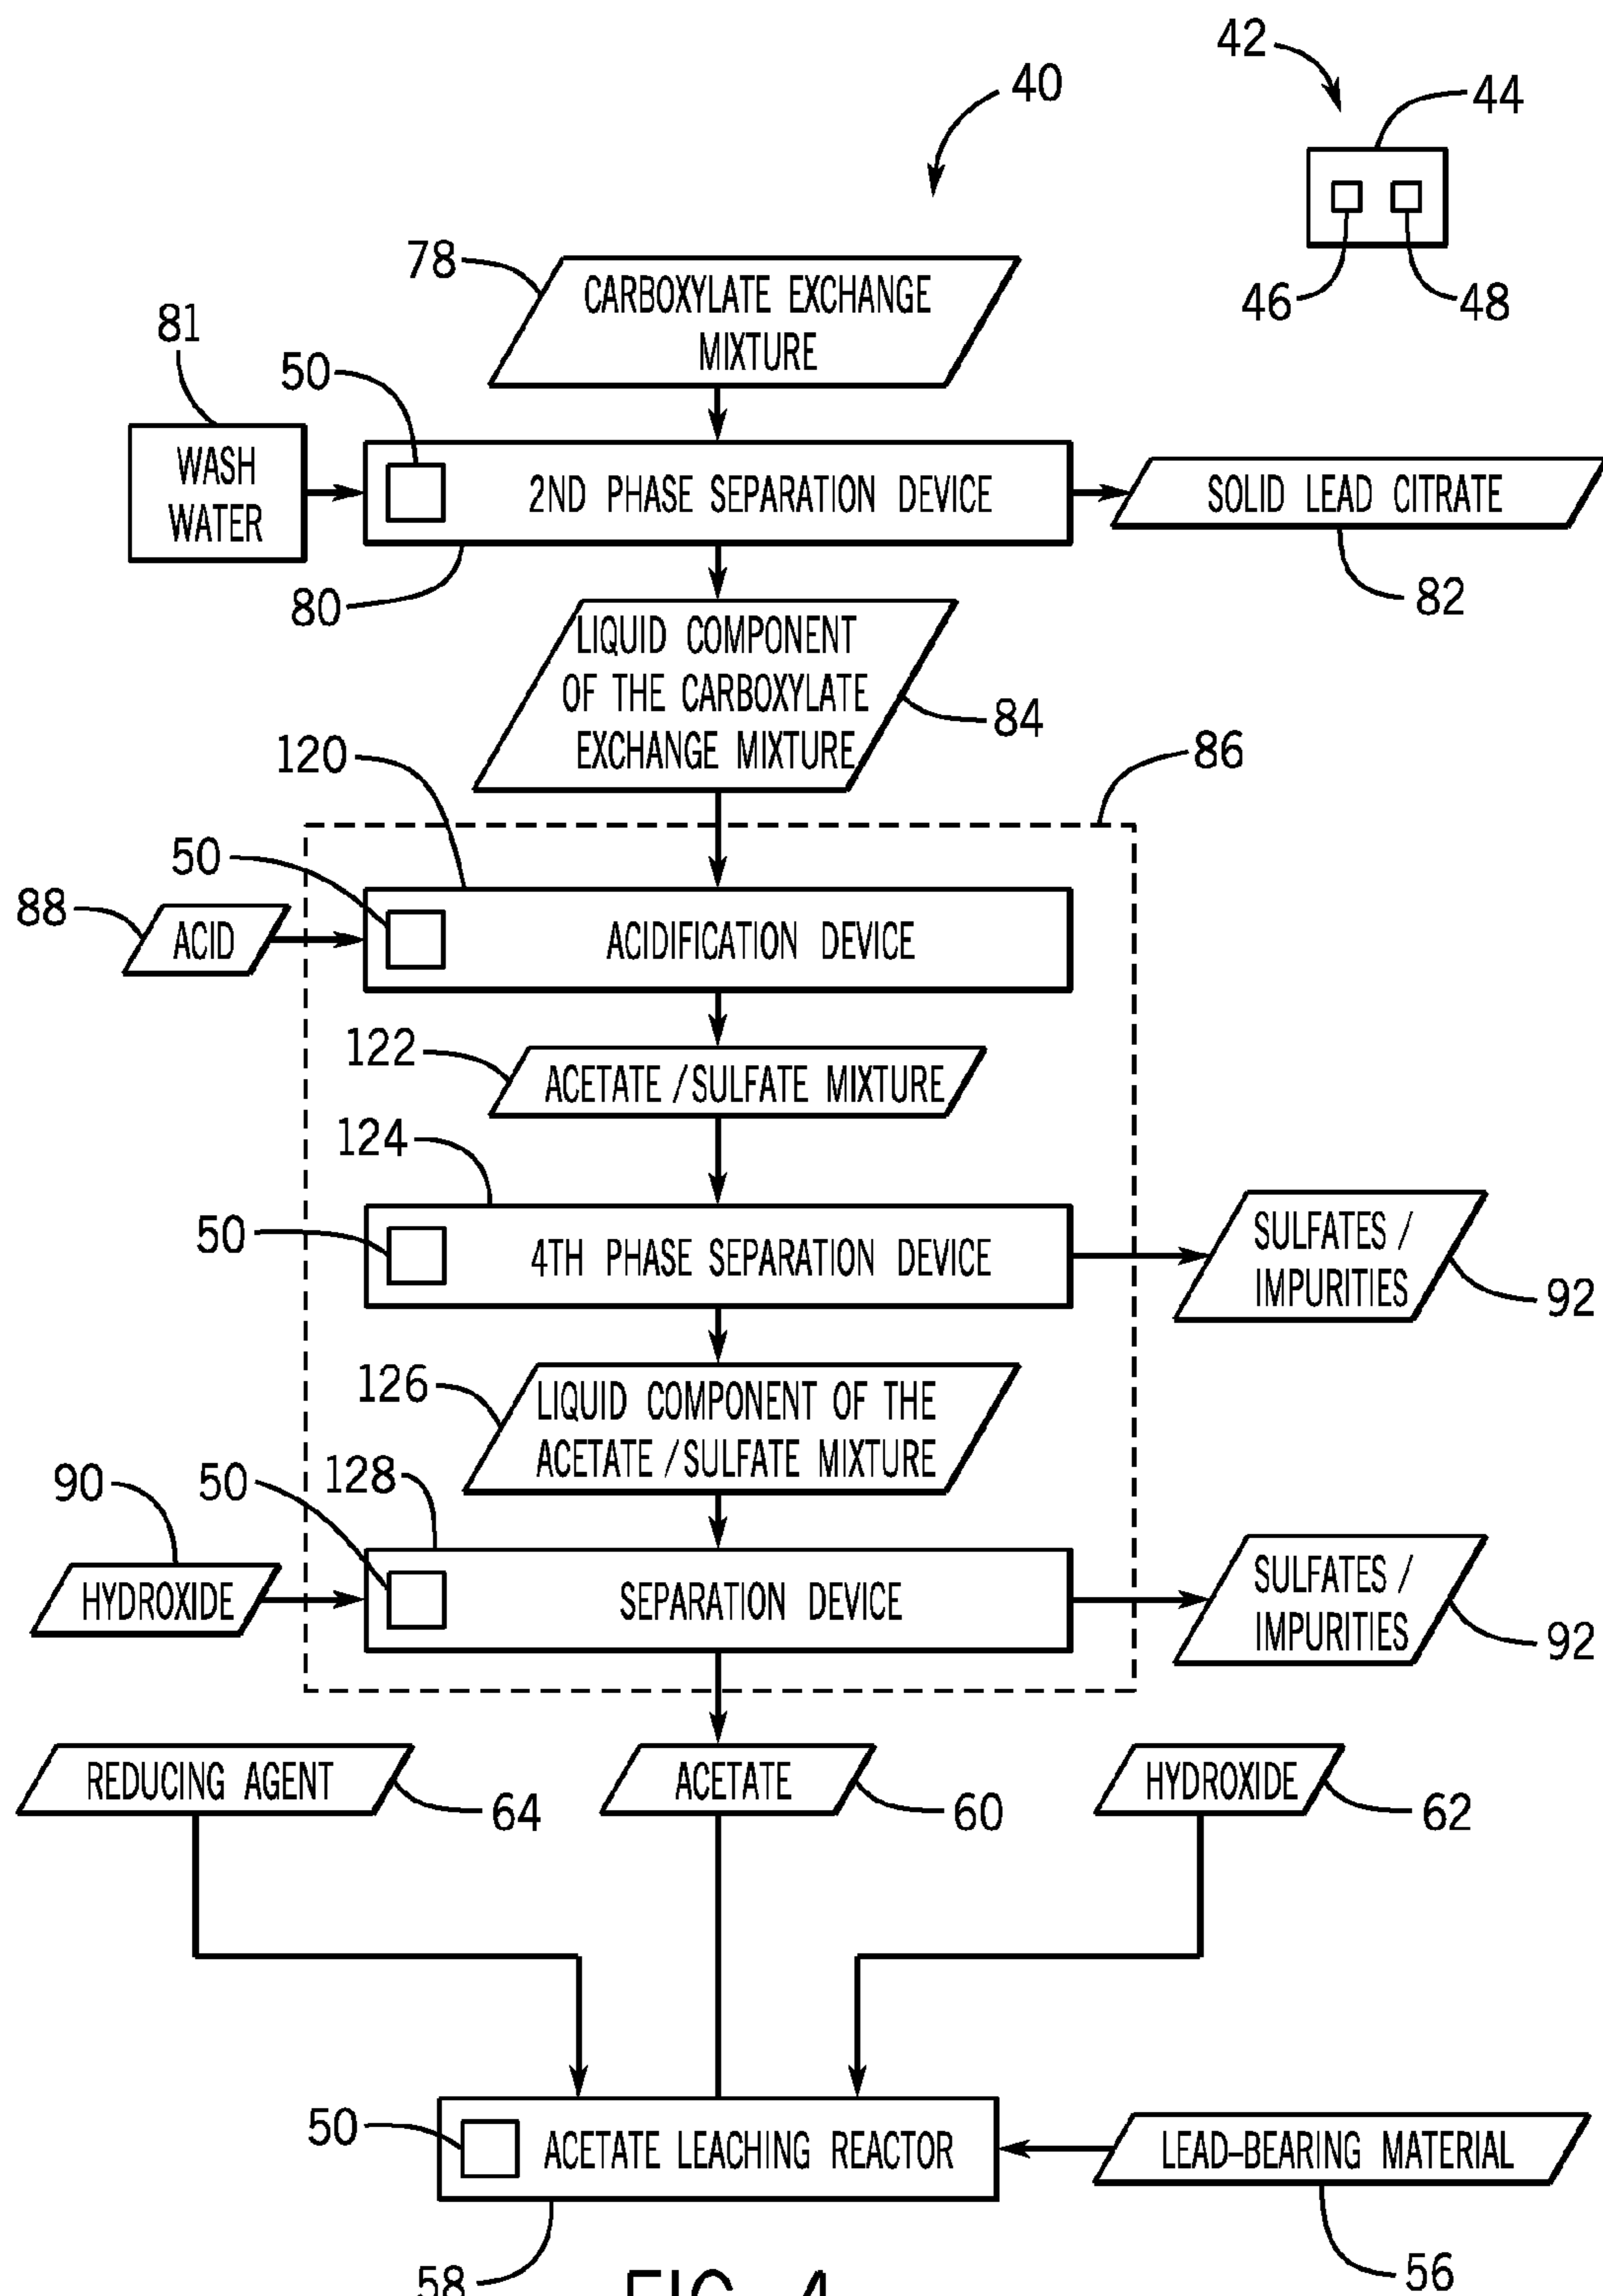 42
40
44
46
48
78
CARBOXYLATE EXCHANGE
MIXTURE
81
50
WASH
WATER
2ND PHASE SEPARATION DEVICE
SOLID LEAD CITRATE
80
82
LIQUID COMPONENT
OF THE CARBOXYLATE
EXCHANGE MIXTURE
84
120
86
50
88
ACID
ACIDIFICATION DEVICE
122
ACETATE / SULFATE MIXTURE
124
50
4TH PHASE SEPARATION DEVICE
SULFATES /
IMPURITIES
92
126
LIQUID COMPONENT OF THE
ACETATE / SULFATE MIXTURE
90
50
128
HYDROXIDE
SEPARATION DEVICE
SULFATES /
IMPURITIES
92
REDUCING AGENT
64
ACETATE
60
HYDROXIDE
62
50
ACETATE LEACHING REACTOR
LEAD-BEARING MATERIAL
58
56
FIG. 4